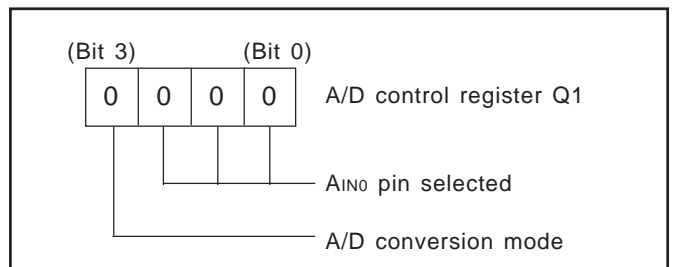 (Bit 3) (Bit 0)
0 0 0 0 A/D control register Q1
AIN0 pin selected
A/D conversion mode